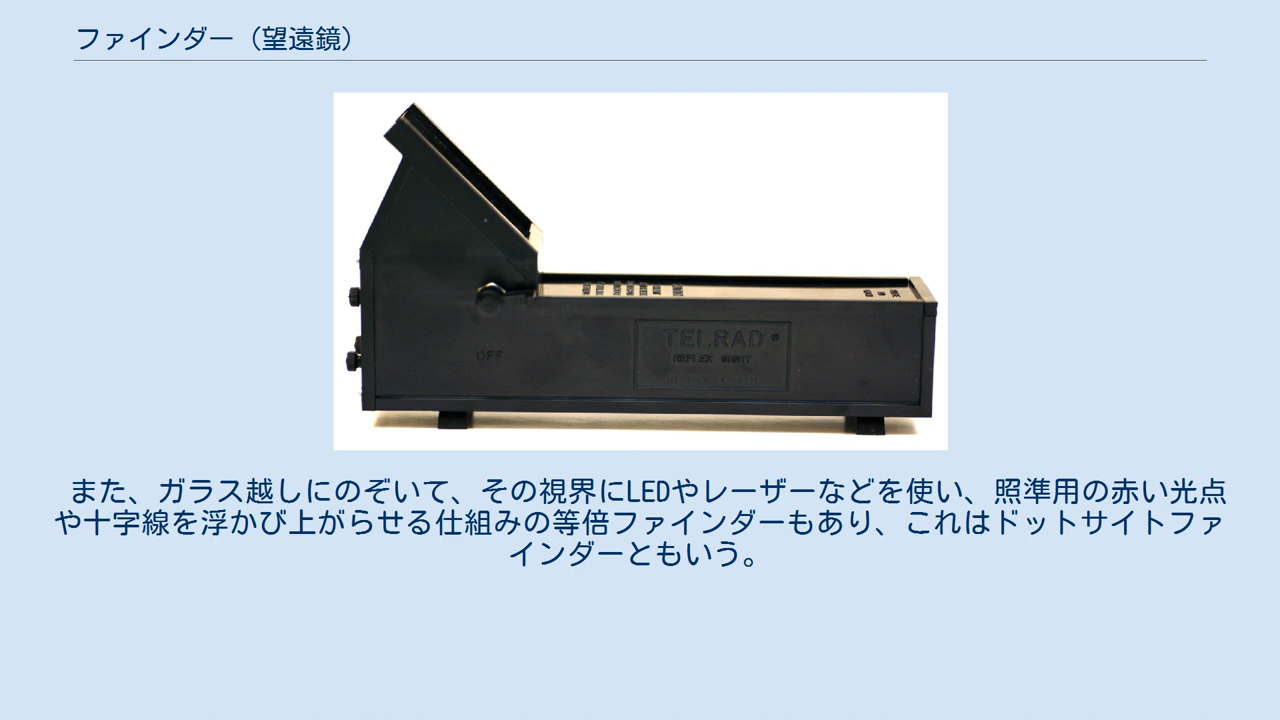 ファインダー（望遠鏡）
OFF
TELRAD
REFLEX SIGHT
また、ガラス越しにのぞいて、その視界にLEDやレーザーなどを使い、照準用の赤い光点
や十字線を浮かび上がらせる仕組みの等倍ファインダーもあり、これはドットサイトファ
インダーともいう。